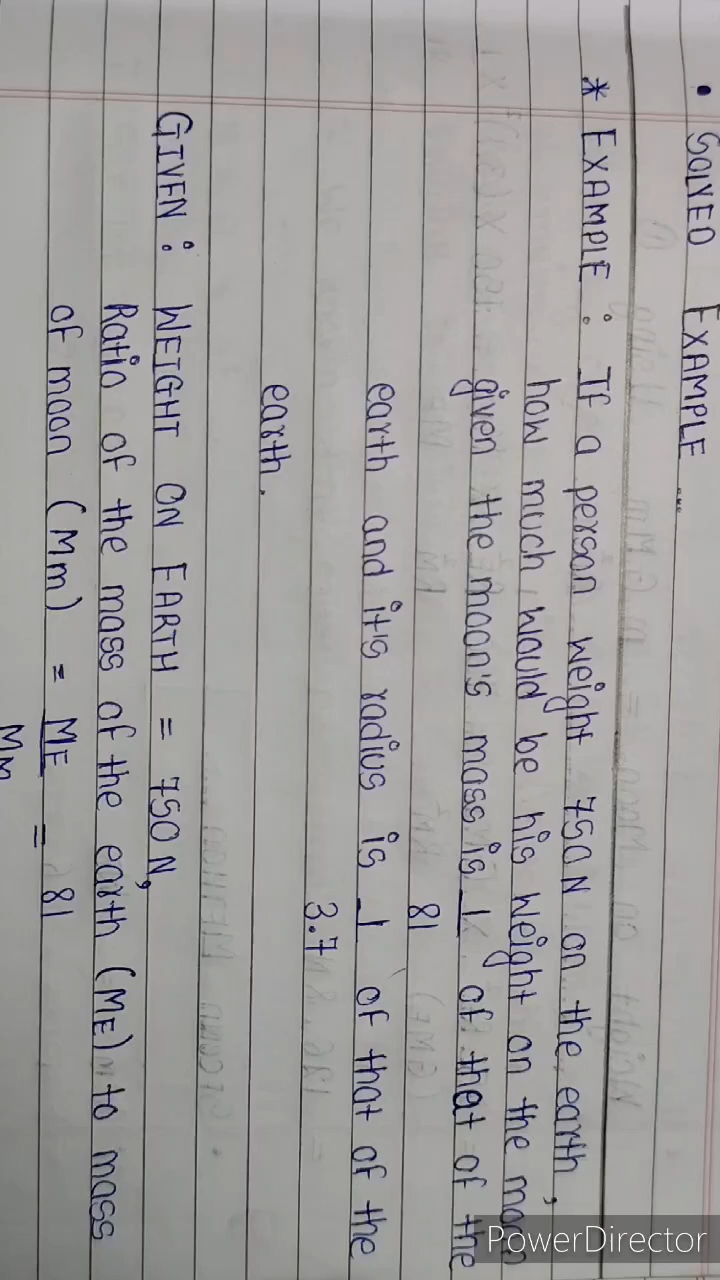 • SOLVED EXAMPLE
* EXAMPLE : If a person weight 750 N on the earth,
how much would be his weight on the moon
given the moon's mass is 1 of that of the
81
earth and it's radius is 1 of that of the
3.7
earth.
GIVEN : WEIGHT ON EARTH = 750 N,
Ratio of the mass of the earth (ME) to mass
of moon (Mm) = ME = 81
Mm
PowerDirector